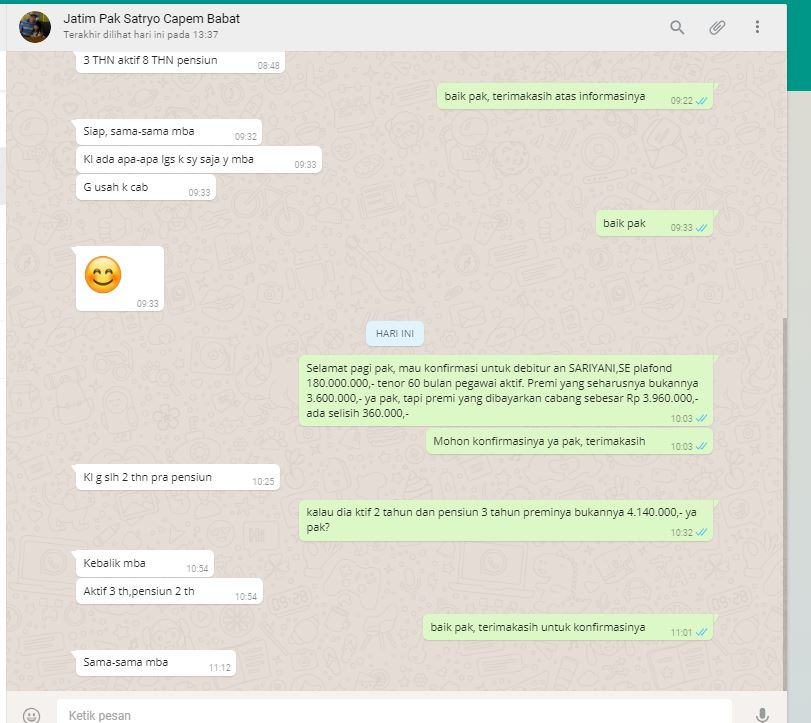 Jatim Pak Satryo Capem Babat
Terakhir dilihat hari ini pada 13:37
3 THN aktif 8 THN pensiun
08:48
baik pak, terimakasih atas informasinya
09:22
Siap, sama-sama mba
09:32
Kl ada apa-apa lgs k sy saja y mba
09:33
G usah k cab
09:33
baik pak
09:33
09:33
HARI INI
Selamat pagi pak, mau konfirmasi untuk debitur an SARIYANI,SE plafond
180.000.000,- tenor 60 bulan pegawai aktif. Premi yang seharusnya bukannya
3.600.000,- ya pak, tapi premi yang dibayarkan cabang sebesar Rp 3.960.000,-
ada selisih 360.000,-
10:03
Mohon konfirmasinya ya pak, terimakasih
10:03
Kl g slh 2 thn pra pensiun
10:25
kalau dia ktif 2 tahun dan pensiun 3 tahun preminya bukannya 4.140.000,- ya
pak?
10:32
Kebalik mba
10:54
Aktif 3 th,pensiun 2 th
10:54
baik pak, terimakasih untuk konfirmasinya
11:01
Sama-sama mba
11:12
Ketik pesan